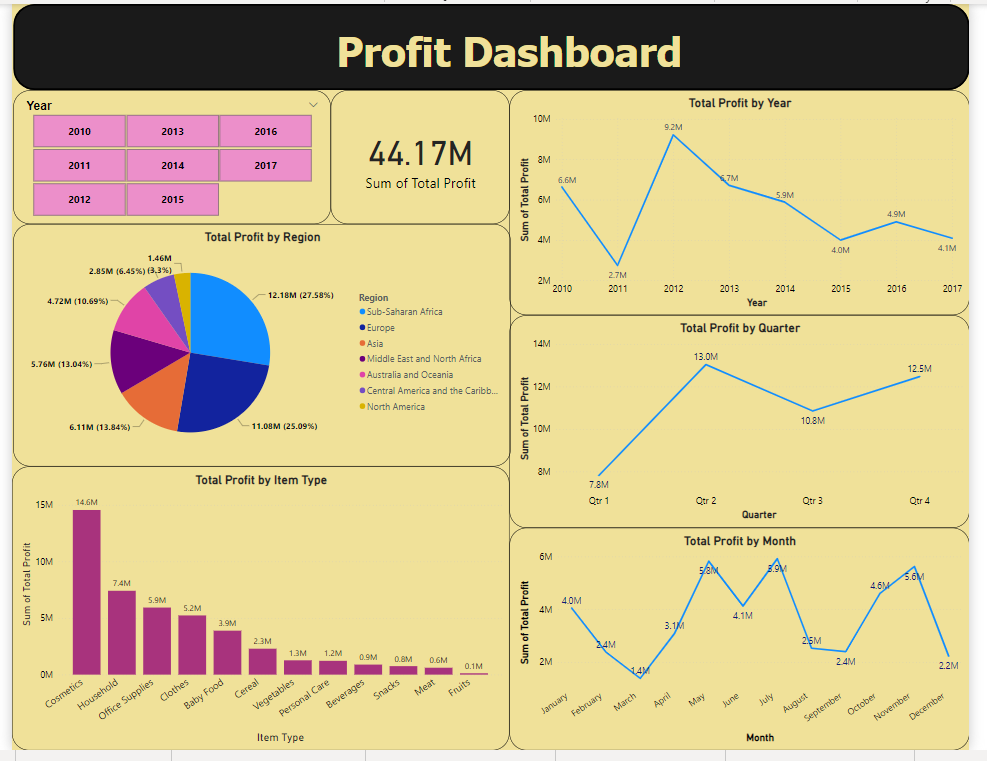 Profit Dashboard
Year
2010 2013 2016
2011 2014 2017
2012 2015
44.17M
Sum of Total Profit
Total Profit by Year
Sum of Total Profit
10M
8M
6M
4M
2M
6.6M
2.7M
9.2M
6.7M
5.9M
4.0M
4.9M
4.1M
2010 2011 2012 2013 2014 2015 2016 2017
Year
Total Profit by Region
1.46M
(3.3%)
2.85M (6.45%)
4.72M (10.69%)
5.76M (13.04%)
6.11M (13.84%)
12.18M (27.58%)
11.08M (25.09%)
Region
Sub-Saharan Africa
Europe
Asia
Middle East and North Africa
Australia and Oceania
Central America and the Caribb...
North America
Total Profit by Quarter
Sum of Total Profit
14M
12M
10M
8M
7.8M
13.0M
10.8M
12.5M
Qtr 1 Qtr 2 Qtr 3 Qtr 4
Quarter
Total Profit by Item Type
Sum of Total Profit
15M
10M
5M
0M
14.6M
7.4M
5.9M
5.2M
3.9M
2.3M
1.3M
1.2M
0.9M
0.8M
0.6M
0.1M
Cosmetics
Household
Office Supplies
Clothes
Baby Food
Cereal
Vegetables
Personal Care
Beverages
Snacks
Meat
Fruits
Item Type
Total Profit by Month
Sum of Total Profit
6M
4M
2M
4.0M
2.4M
1.4M
3.1M
5.8M
4.1M
5.9M
2.5M
2.4M
4.6M
5.6M
2.2M
January
February
March
April
May
June
July
August
September
October
November
December
Month